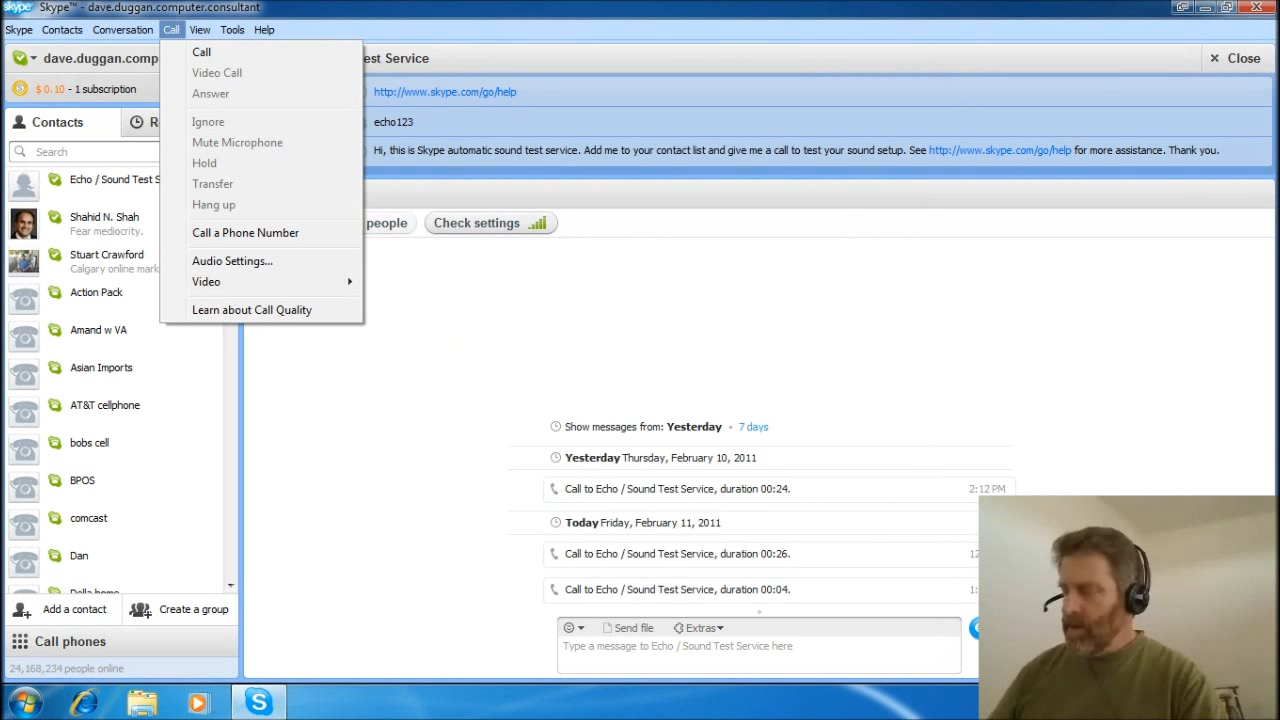 skype Skype™ - dave.duggan.computer.consultant
Skype Contacts Conversation Call View Tools Help
dave.duggan.comp
est Service
Close
$ 0.10 - 1 subscription
Contacts
Search
Echo / Sound Test S
Shahid N. Shah
Fear mediocrity.
Stuart Crawford
Calgary online mark
Action Pack
Amand w VA
Asian Imports
AT&T cellphone
bobs cell
BPOS
comcast
Dan
Della home
Add a contact
Create a group
Call phones
24,168,234 people online
Call
Video Call
Answer
Ignore
Mute Microphone
Hold
Transfer
Hang up
Call a Phone Number
Audio Settings...
Video
Learn about Call Quality
http://www.skype.com/go/help
echo123
Hi, this is Skype automatic sound test service. Add me to your contact list and give me a call to test your sound setup. See http://www.skype.com/go/help for more assistance. Thank you.
people
Check settings
Show messages from: Yesterday • 7 days
Yesterday Thursday, February 10, 2011
Call to Echo / Sound Test Service, duration 00:24.
2:12 PM
Today Friday, February 11, 2011
Call to Echo / Sound Test Service, duration 00:26.
Call to Echo / Sound Test Service, duration 00:04.
Send file
Extras
Type a message to Echo / Sound Test Service here